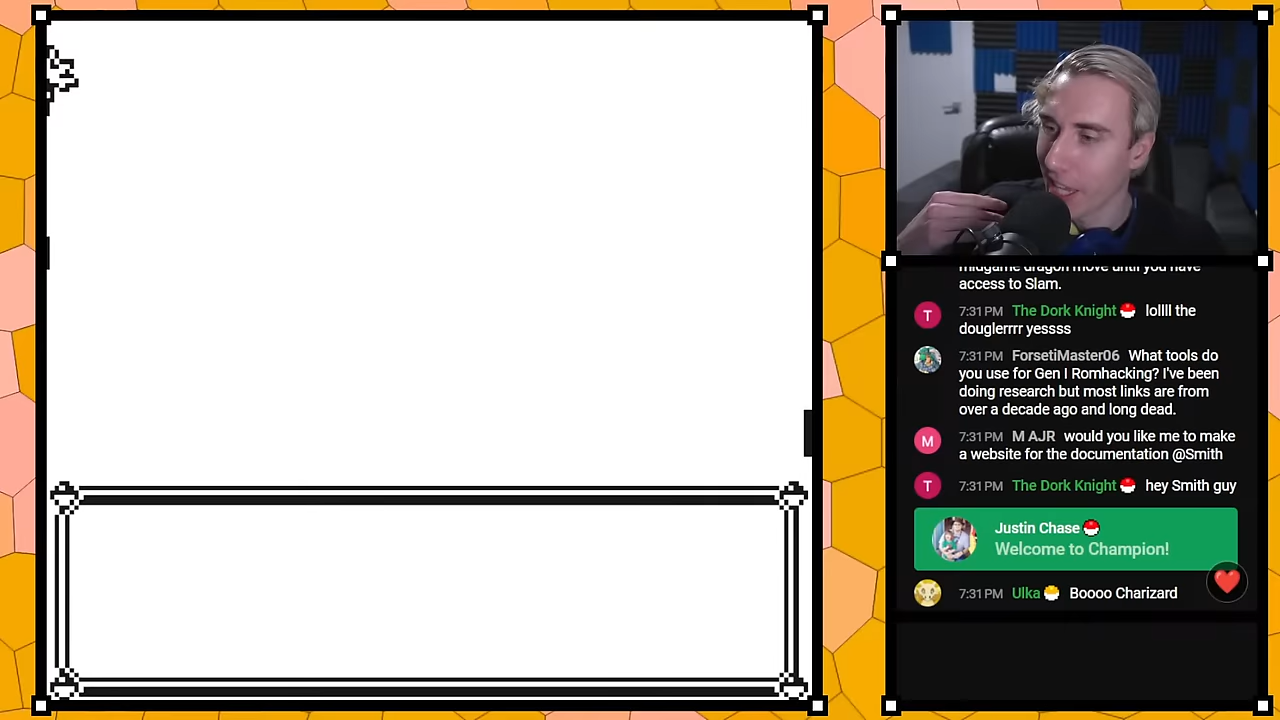 midgame dragon move until you have
access to Slam.
T 7:31 PM The Dork Knight lollll the
douglerrrr yessss
7:31 PM ForsetiMaster06 What tools do
you use for Gen I Romhacking? I've been
doing research but most links are from
over a decade ago and long dead.
M 7:31 PM M AJR would you like me to make
a website for the documentation @Smith
T 7:31 PM The Dork Knight hey Smith guy
Justin Chase
Welcome to Champion!
7:31 PM Ulka Boooo Charizard